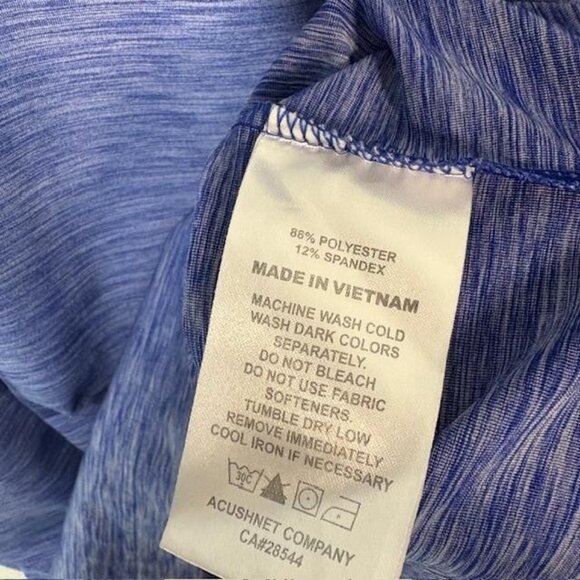 88% POLYESTER
12% SPANDEX
MADE IN VIETNAM
MACHINE WASH COLD
WASH DARK COLORS
SEPARATELY.
DO NOT BLEACH
DO NOT USE FABRIC
SOFTENERS.
TUMBLE DRY LOW
REMOVE IMMEDIATELY
COOL IRON IF NECESSARY.
30C
ACUSHNET COMPANY
CA#28544